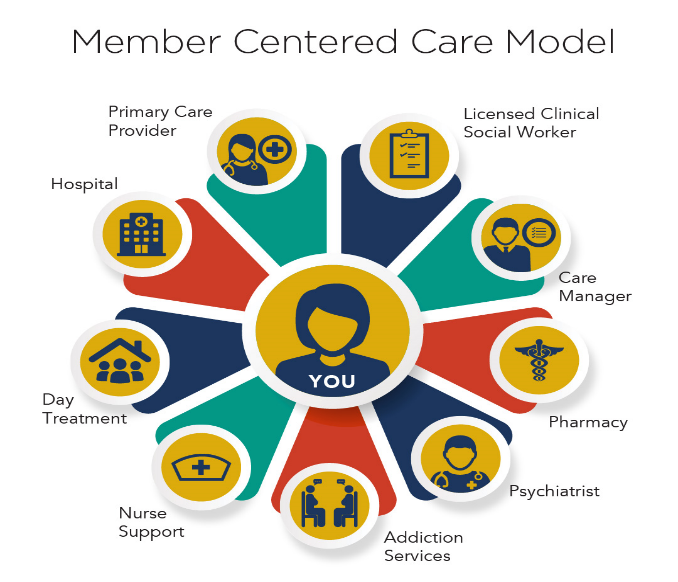 Member Centered Care Model
Primary Care
Provider
Licensed Clinical
Social Worker
Hospital
Care
Manager
YOU
Day
Treatment
Pharmacy
Psychiatrist
Nurse
Support
Addiction
Services